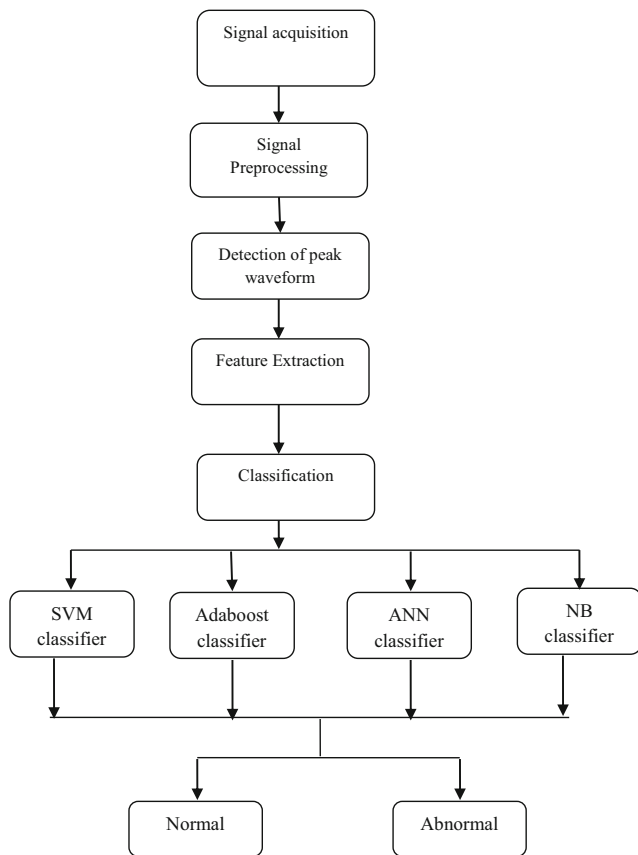 Signal acquisition
Signal
Preprocessing
Detection of peak
waveform
Feature Extraction
Classification
SVM
classifier
Adaboost
classifier
ANN
classifier
NB
classifier
Normal
Abnormal